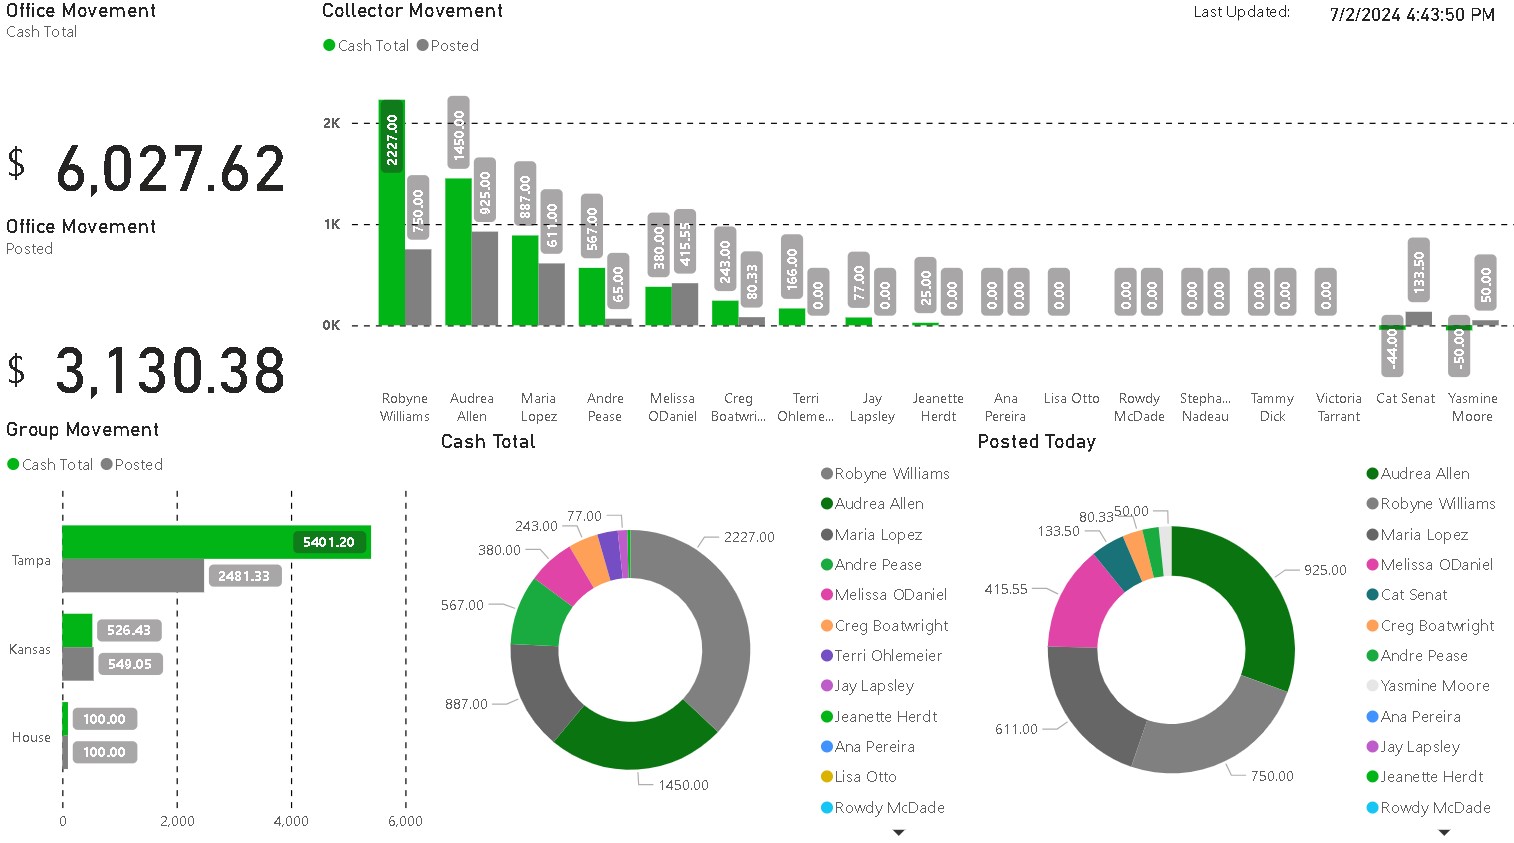 Office Movement
Cash Total
$ 6,027.62
Office Movement
Posted
$ 3,130.38
Collector Movement
Cash Total Posted
Last Updated: 7/2/2024 4:43:50 PM
2K
1K
0K
2227.00
750.00
1450.00
925.00
887.00
611.00
567.00
65.00
380.00
415.55
243.00
80.33
166.00
0.00
77.00
0.00
25.00
0.00
0.00
0.00
0.00
0.00
0.00
0.00
0.00
0.00
0.00
0.00
-44.00
133.50
-50.00
50.00
Robyne Williams
Audrea Allen
Maria Lopez
Andre Pease
Melissa ODaniel
Creg Boatwri...
Terri Ohleme...
Jay Lapsley
Jeanette Herdt
Ana Pereira
Lisa Otto
Rowdy McDade
Stepha... Nadeau
Tammy Dick
Victoria Tarrant
Cat Senat
Yasmine Moore
Group Movement
Cash Total Posted
Tampa
5401.20
2481.33
Kansas
526.43
549.05
House
100.00
100.00
0 2,000 4,000 6,000
Cash Total
77.00
243.00
380.00
567.00
887.00
1450.00
2227.00
Robyne Williams
Audrea Allen
Maria Lopez
Andre Pease
Melissa ODaniel
Creg Boatwright
Terri Ohlemeier
Jay Lapsley
Jeanette Herdt
Ana Pereira
Lisa Otto
Rowdy McDade
Posted Today
50.00
80.33
133.50
415.55
611.00
750.00
925.00
Audrea Allen
Robyne Williams
Maria Lopez
Melissa ODaniel
Cat Senat
Creg Boatwright
Andre Pease
Yasmine Moore
Ana Pereira
Jay Lapsley
Jeanette Herdt
Rowdy McDade